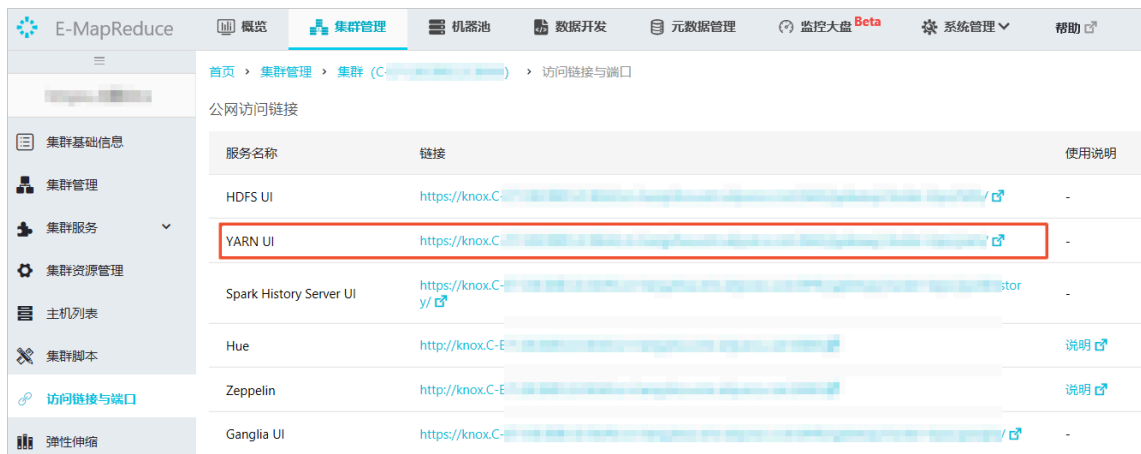 E-MapReduce
概览
集群管理
机器池
数据开发
元数据管理
监控大盘 Beta
系统管理
帮助
首页 > 集群管理 > 集群 (C- ) > 访问链接与端口
公网访问链接
集群基础信息
集群管理
集群服务
集群资源管理
主机列表
集群脚本
访问链接与端口
弹性伸缩
服务名称 链接 使用说明
HDFS UI https://knox.C- / -
YARN UI https://knox.C- / -
Spark History Server UI https://knox.C- stor
y/ -
Hue http://knox.C-E 说明
Zeppelin http://knox.C-E 说明
Ganglia UI https://knox.C- / -